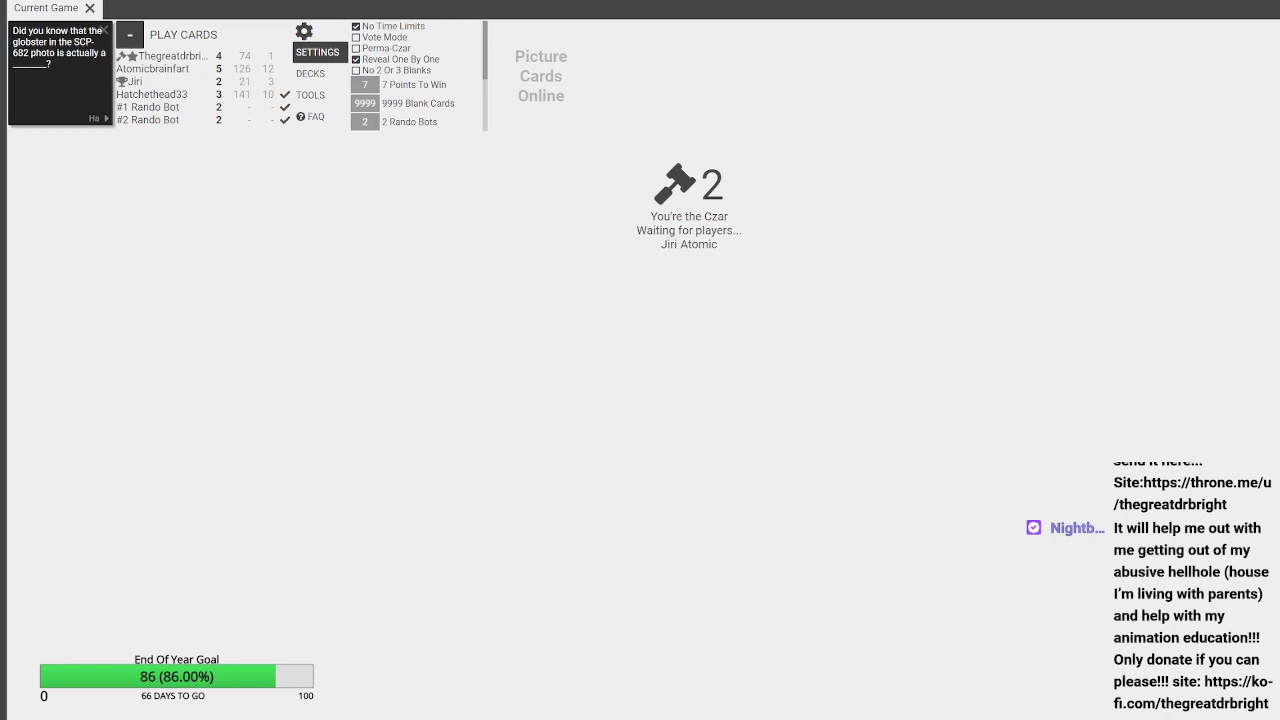 Current Game
Did you know that the
globster in the SCP-
682 photo is actually a
______?
Ha
-
PLAY CARDS
Thegreatdrbri... 4 74 1
Atomicbrainfart 5 126 12
Jiri 2 21 3
Hatchethead33 3 141 10
#1 Rando Bot 2 - -
#2 Rando Bot 2 - -
SETTINGS
DECKS
TOOLS
FAQ
No Time Limits
Vote Mode
Perma-Czar
Reveal One By One
No 2 Or 3 Blanks
7 7 Points To Win
9999 9999 Blank Cards
2 2 Rando Bots
Picture
Cards
Online
2
You're the Czar
Waiting for players...
Jiri Atomic
send it here...
Site:https://throne.me/u
/thegreatdrbright
Nightb... It will help me out with
me getting out of my
abusive hellhole (house
I'm living with parents)
and help with my
animation education!!!
Only donate if you can
please!!! site: https://ko-
fi.com/thegreatdrbright
End Of Year Goal
86 (86.00%)
0 66 DAYS TO GO 100